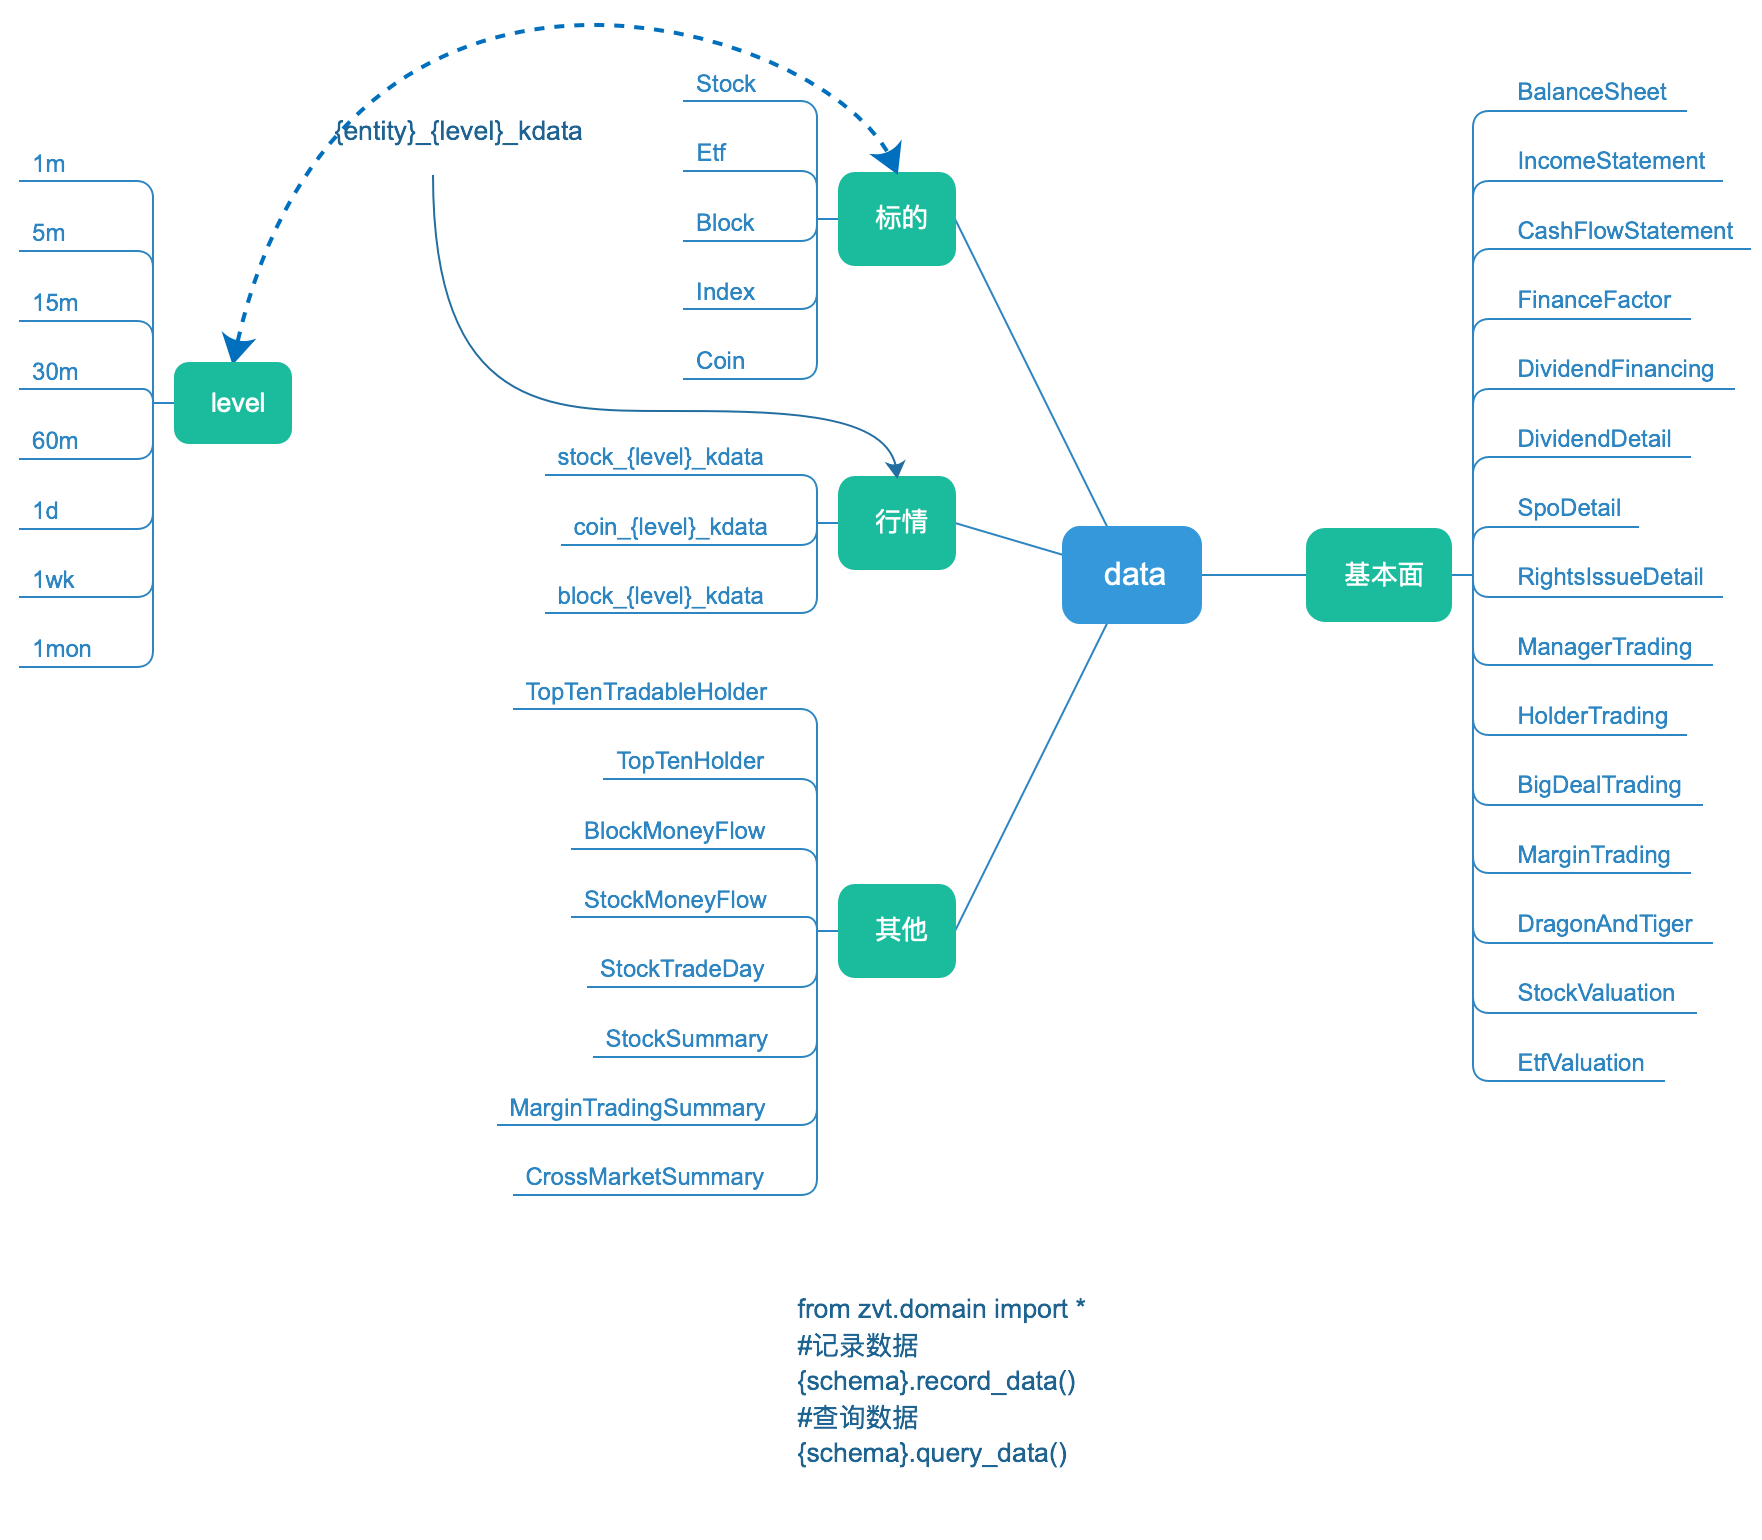 {entity}_{level}_kdata
1m
5m
15m
30m
60m
1d
1wk
1mon
level
Stock
Etf
Block
Index
Coin
标的
stock_{level}_kdata
coin_{level}_kdata
block_{level}_kdata
行情
TopTenTradableHolder
TopTenHolder
BlockMoneyFlow
StockMoneyFlow
StockTradeDay
StockSummary
MarginTradingSummary
CrossMarketSummary
其他
data
基本面
BalanceSheet
IncomeStatement
CashFlowStatement
FinanceFactor
DividendFinancing
DividendDetail
SpoDetail
RightsIssueDetail
ManagerTrading
HolderTrading
BigDealTrading
MarginTrading
DragonAndTiger
StockValuation
EtfValuation
from zvt.domain import *
#记录数据
{schema}.record_data()
#查询数据
{schema}.query_data()